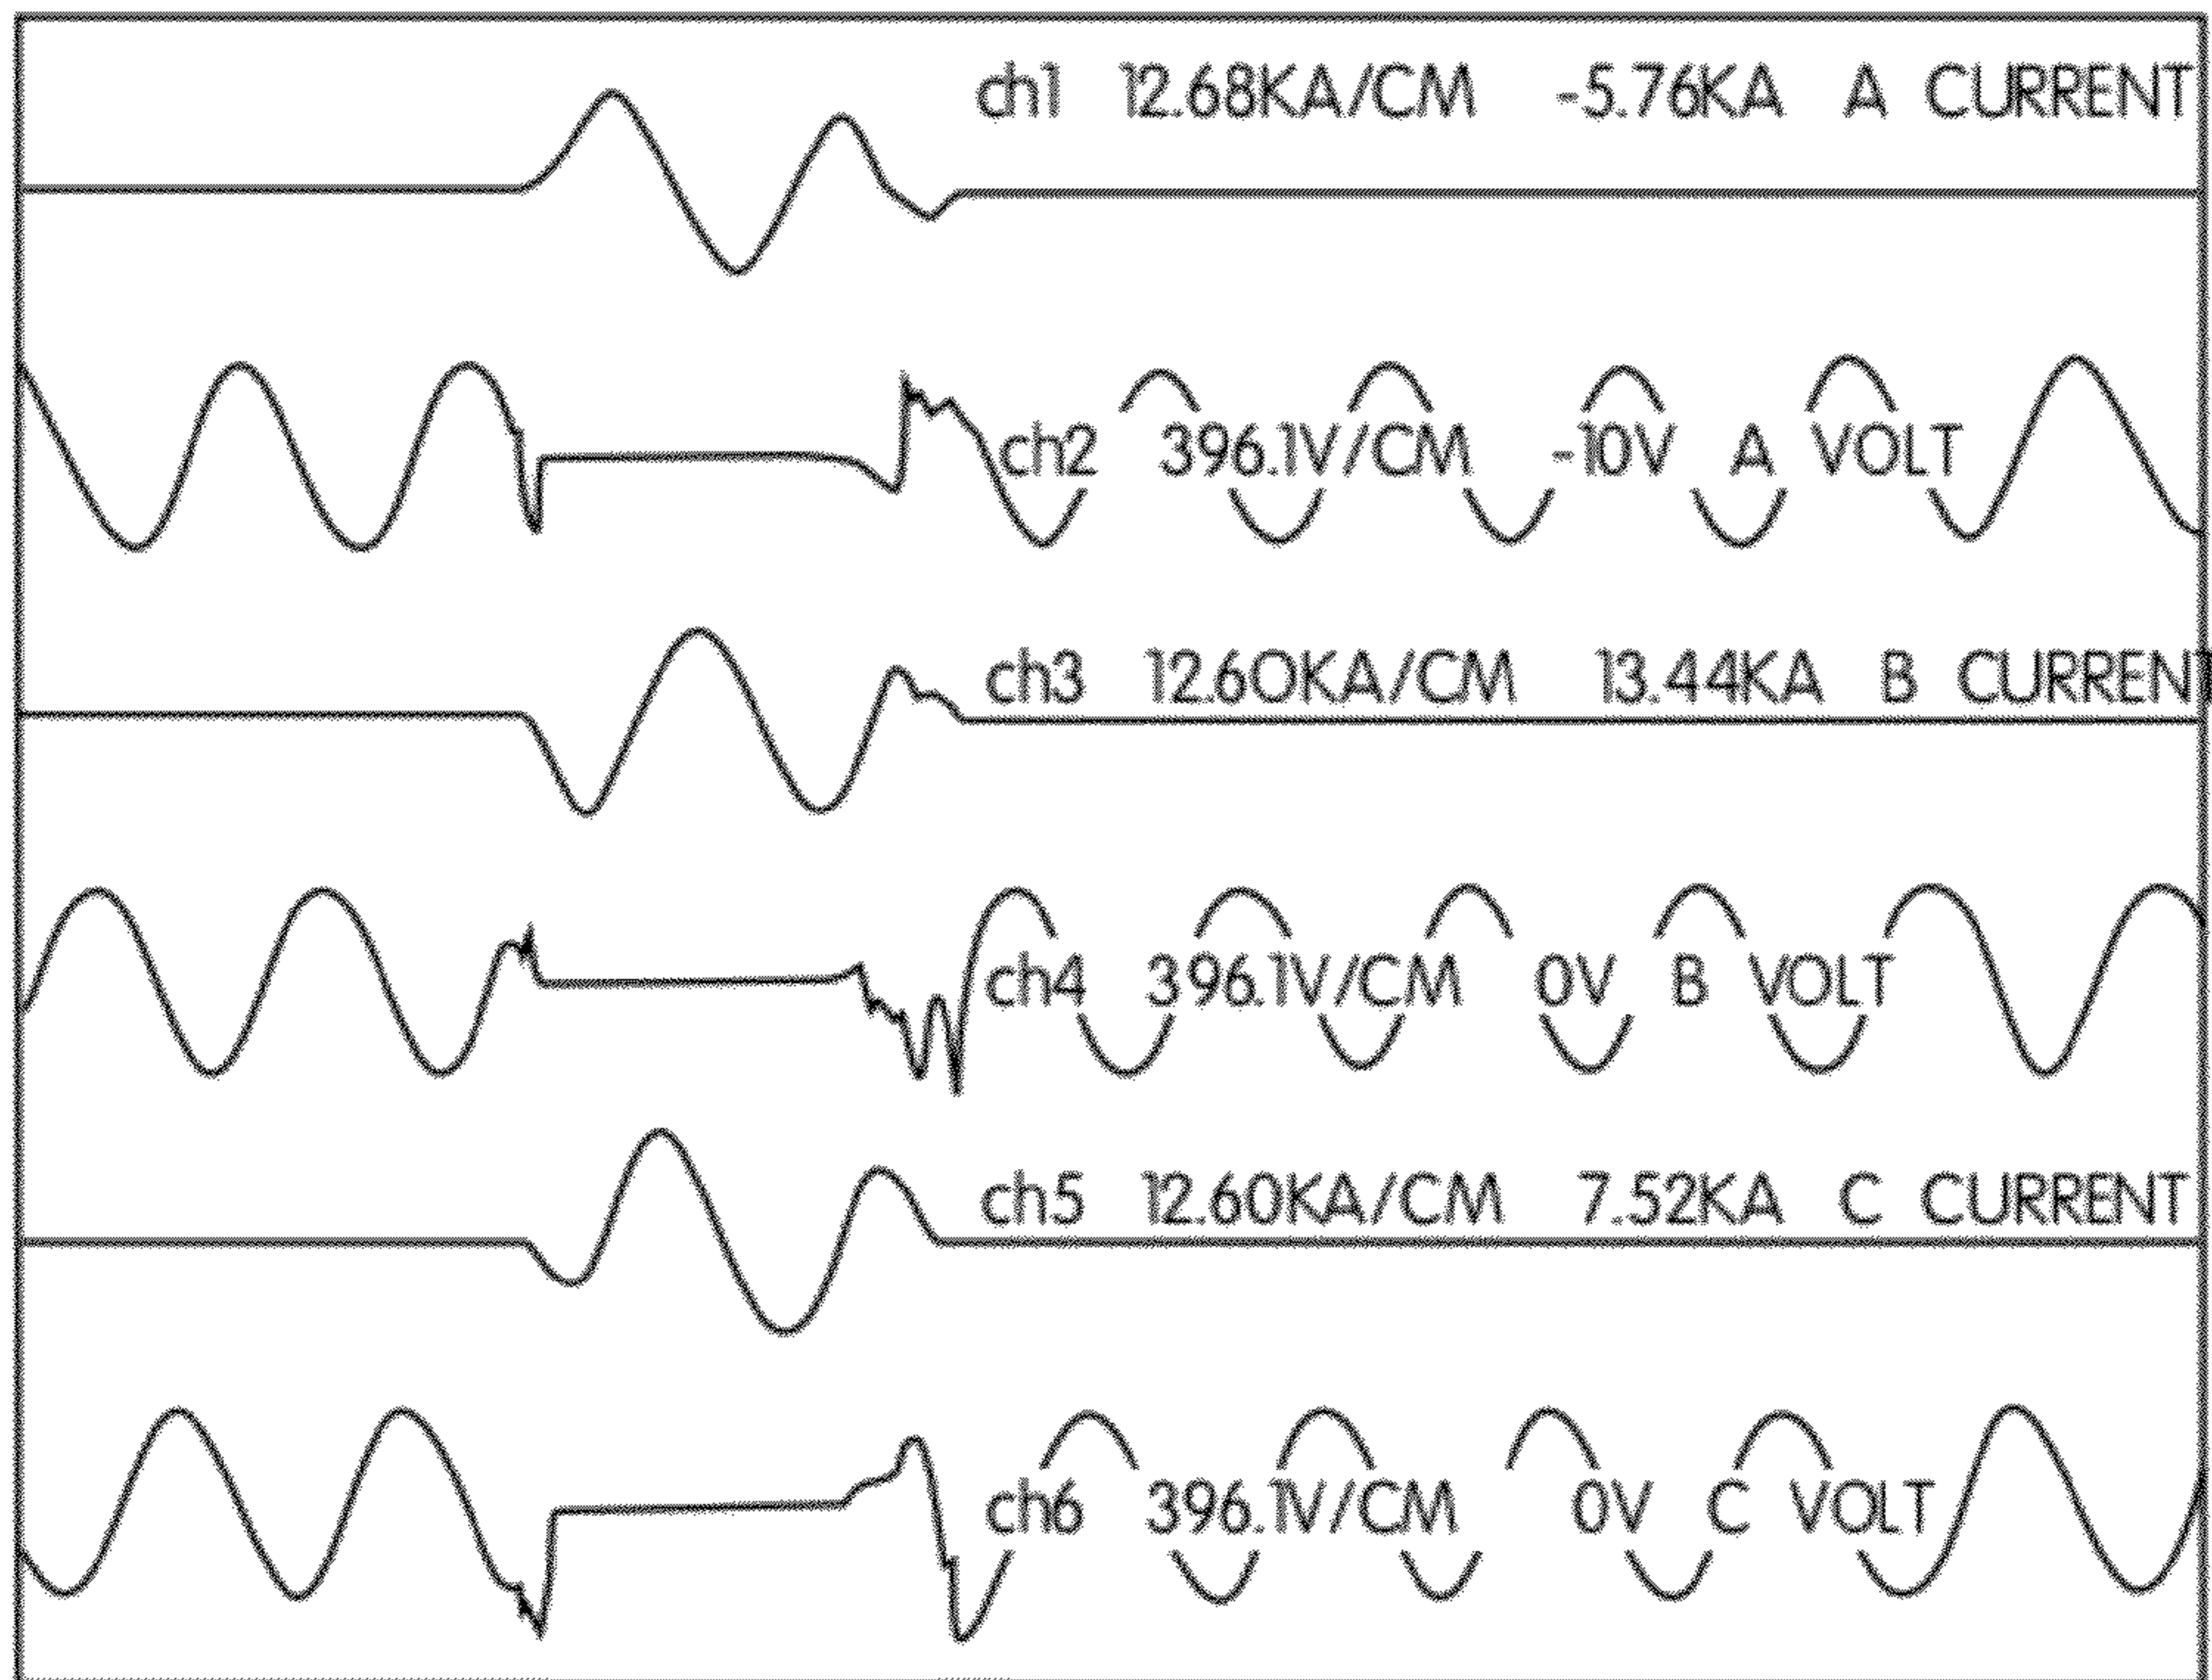 ch1 12.68KA/CM -5.76KA A CURRENT
ch2 396.1V/CM -10V A VOLT
ch3 12.60KA/CM 13.44KA B CURRENT
ch4 396.1V/CM 0V B VOLT
ch5 12.60KA/CM 7.52KA C CURRENT
ch6 396.1V/CM 0V C VOLT